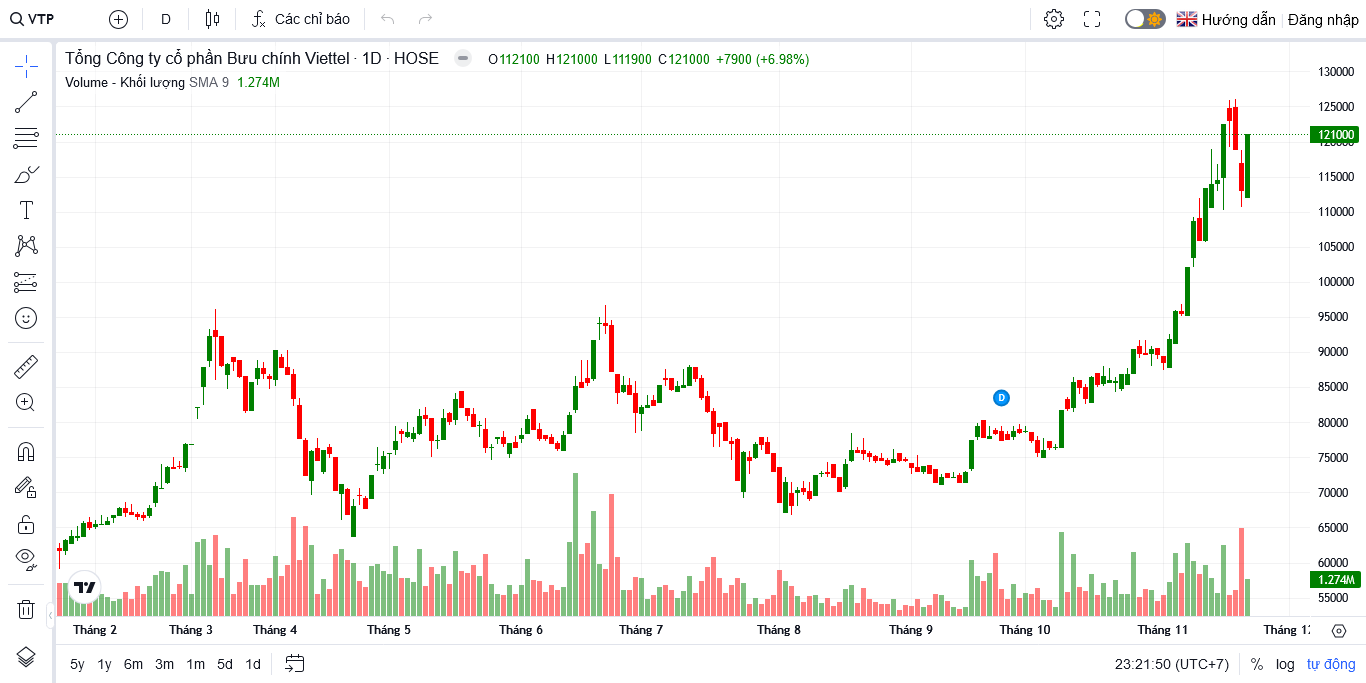 VTP
D
Các chỉ báo
Hướng dẫn
Đăng nhập
Tổng Công ty cổ phần Bưu chính Viettel · 1D · HOSE
O112100 H121000 L111900 C121000 +7900 (+6.98%)
Volume - Khối lượng SMA 9 1.274M
130000
125000
121000
120000
115000
110000
105000
100000
95000
90000
85000
D
80000
75000
70000
65000
60000
1.274M
55000
Tháng 2 Tháng 3 Tháng 4 Tháng 5 Tháng 6 Tháng 7 Tháng 8 Tháng 9 Tháng 10 Tháng 11 Tháng 12
5y 1y 6m 3m 1m 5d 1d
23:21:50 (UTC+7) % log tự động